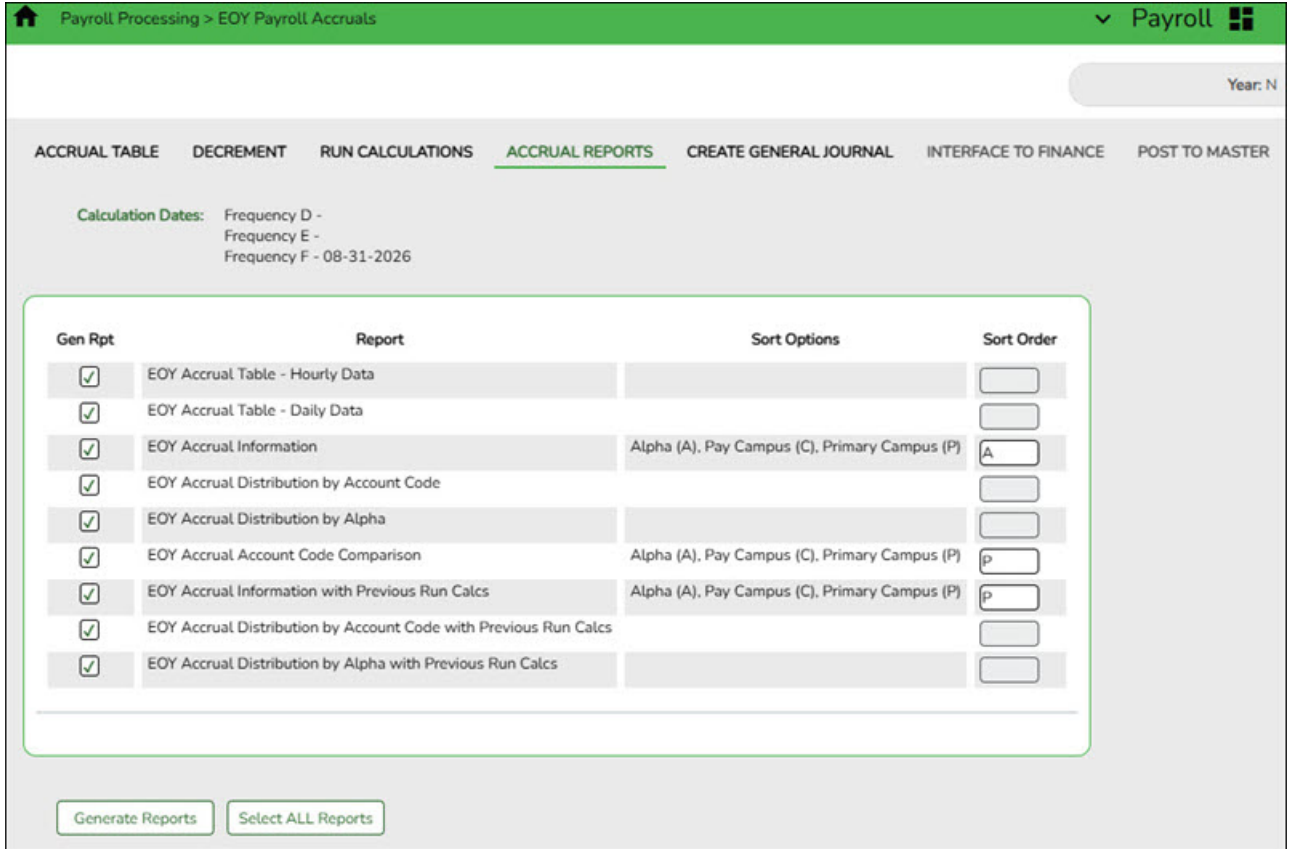 Payroll Processing > EOY Payroll Accruals
Payroll
Year: N
ACCRUAL TABLE DECREMENT RUN CALCULATIONS ACCRUAL REPORTS CREATE GENERAL JOURNAL INTERFACE TO FINANCE POST TO MASTER
Calculation Dates: Frequency D -
Frequency E -
Frequency F - 08-31-2026
Gen Rpt Report Sort Options Sort Order
EOY Accrual Table - Hourly Data
EOY Accrual Table - Daily Data
EOY Accrual Information Alpha (A), Pay Campus (C), Primary Campus (P) A
EOY Accrual Distribution by Account Code
EOY Accrual Distribution by Alpha
EOY Accrual Account Code Comparison Alpha (A), Pay Campus (C), Primary Campus (P) P
EOY Accrual Information with Previous Run Calcs Alpha (A), Pay Campus (C), Primary Campus (P) P
EOY Accrual Distribution by Account Code with Previous Run Calcs
EOY Accrual Distribution by Alpha with Previous Run Calcs
Generate Reports Select ALL Reports